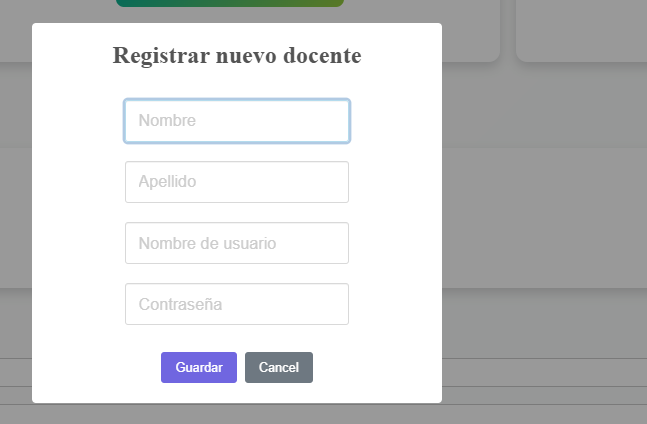 Registrar nuevo docente
Nombre
Apellido
Nombre de usuario
Contraseña
Guardar Cancel